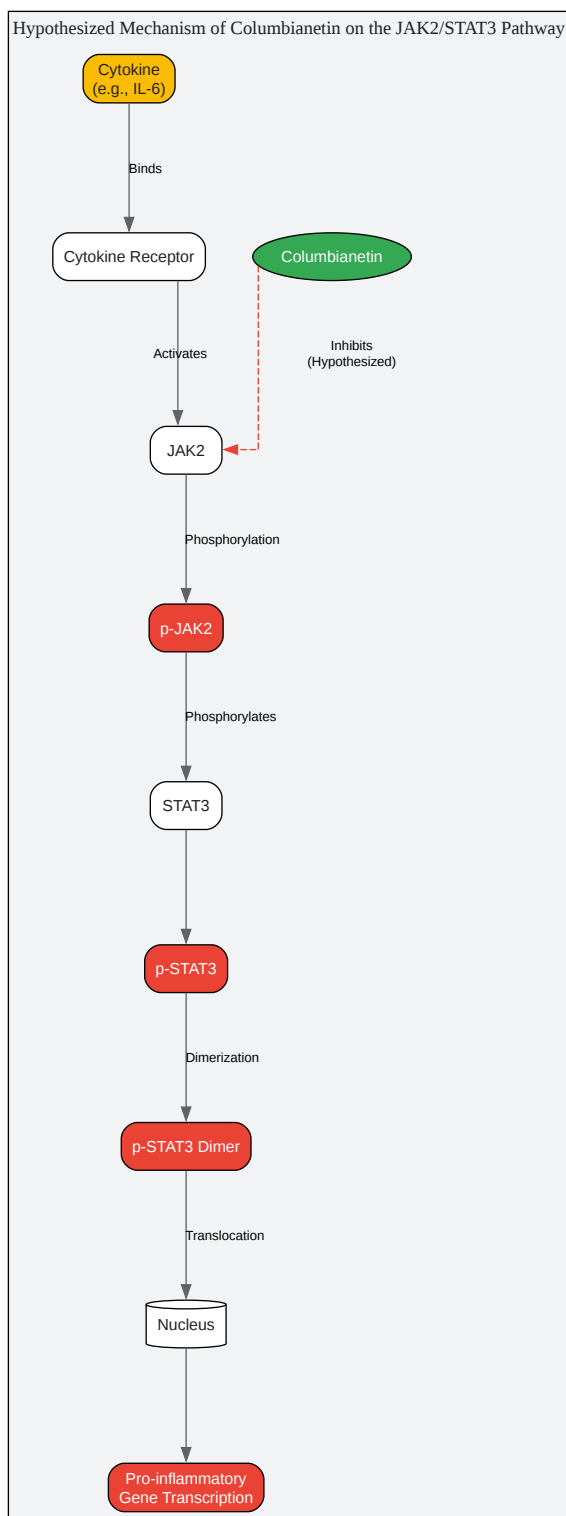 Hypothesized Mechanism of Columbianetin on the JAK2/STAT3 Pathway
Cytokine
(e.g., IL-6)
Binds
Cytokine Receptor
Columbianetin
Activates
Inhibits
(Hypothesized)
JAK2
Phosphorylation
p-JAK2
Phosphorylates
STAT3
p-STAT3
Dimerization
p-STAT3 Dimer
Translocation
Nucleus
Pro-inflammatory
Gene Transcription